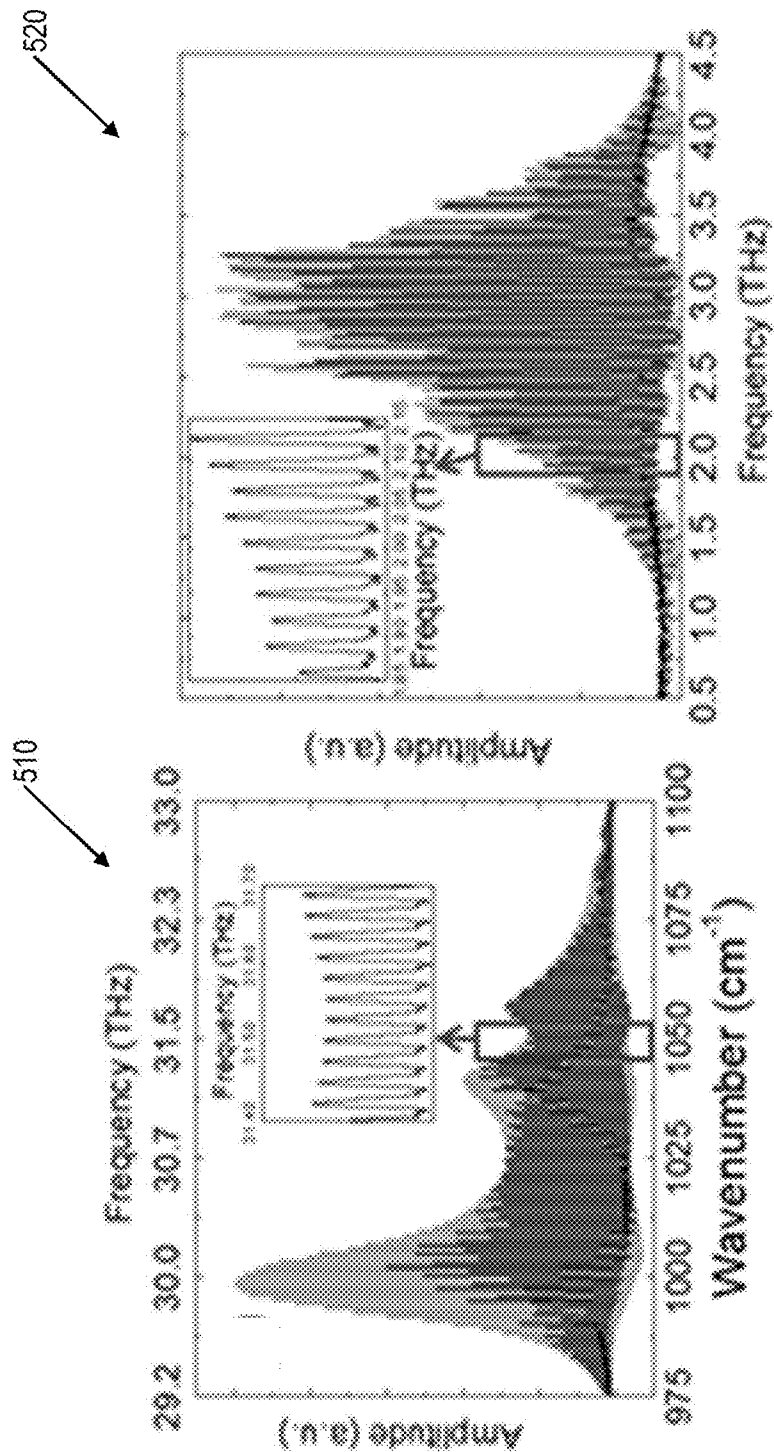 510
Frequency (THz)
29.2 30.0 30.7 31.5 32.3 33.0
Frequency (THz)
Amplitude (a.u.)
975 1000 1025 1050 1075 1100
Wavenumber (cm-1)
520
Frequency (THz)
Amplitude (a.u.)
0.5 1.0 1.5 2.0 2.5 3.0 3.5 4.0 4.5
Frequency (THz)